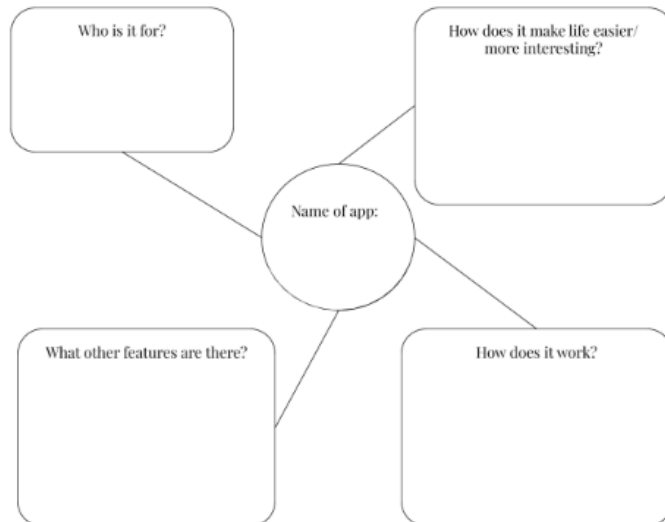 Who is it for?
How does it make life easier/
more interesting?
Name of app:
What other features are there?
How does it work?